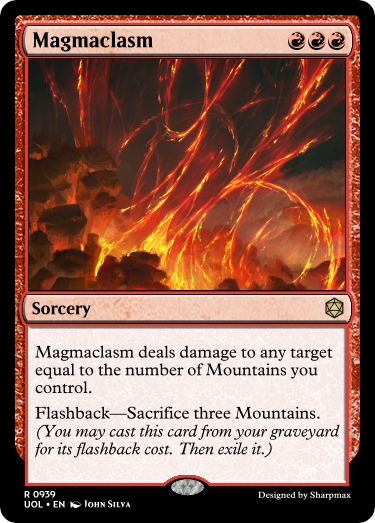 Magmaclasm
Sorcery
Magmaclasm deals damage to any target
equal to the number of Mountains you
control.
Flashback—Sacrifice three Mountains.
(You may cast this card from your graveyard
for its flashback cost. Then exile it.)
R 0939
UOL • EN John Silva
Designed by Sharpmax